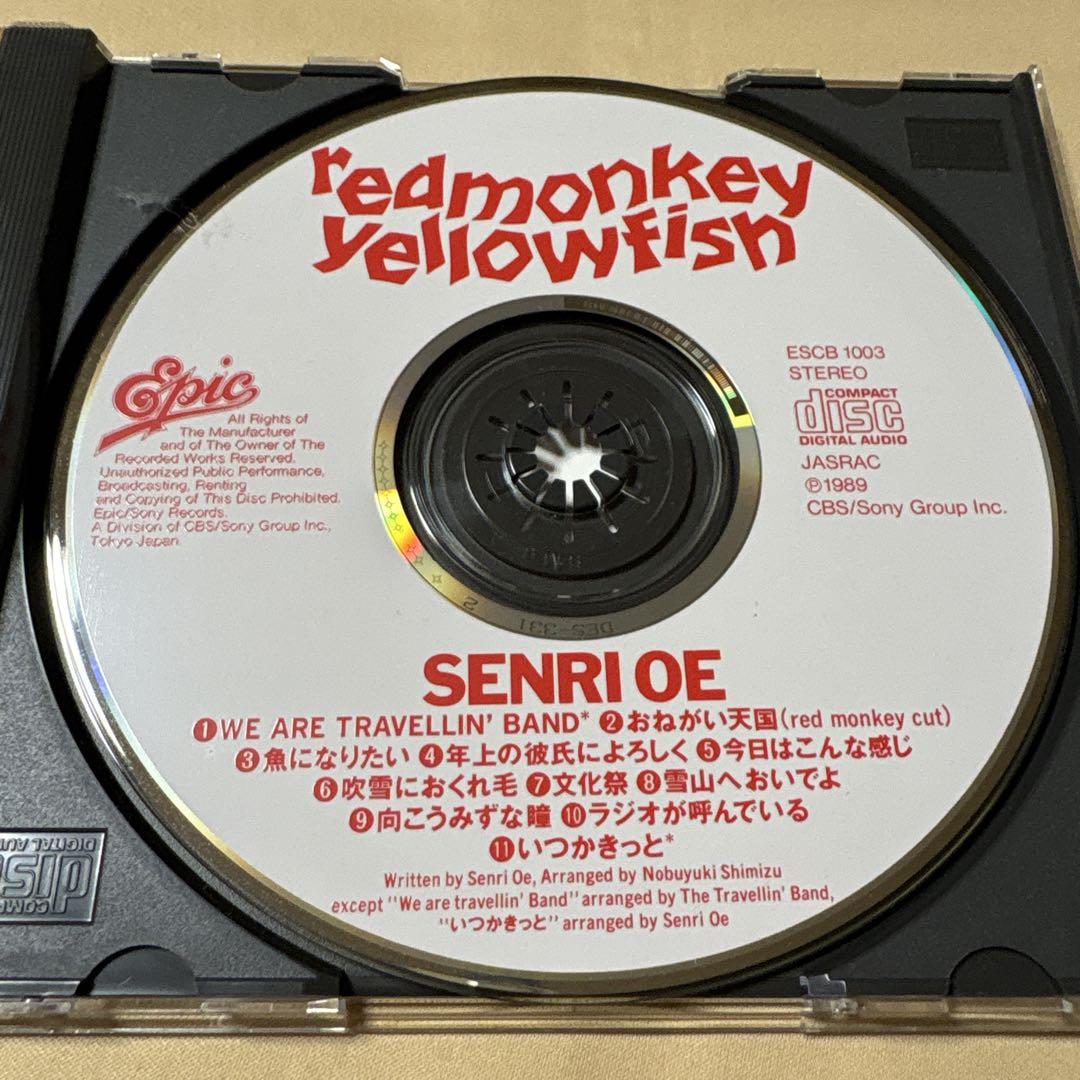 redmonkey
yellowfish
Epic
All Rights of
The Manufacturer
and of The Owner of The
Recorded Works Reserved.
Unauthorized Public Performance,
Broadcasting, Renting
and Copying of This Disc Prohibited.
Epic/Sony Records.
A Division of CBS/Sony Group Inc.,
Tokyo Japan
ESCB 1003
STEREO
COMPACT
disc
DIGITAL AUDIO
JASRAC
℗1989
CBS/Sony Group Inc.
2
DES-331
SENRI OE
❶WE ARE TRAVELLIN' BAND* ❷おねがい天国(red monkey cut)
❸魚になりたい ❹年上の彼氏によろしく ❺今日はこんな感じ
❻吹雪におくれ毛 ❼文化祭 ❽雪山へおいでよ
❾向こうみずな瞳 ❿ラジオが呼んでいる
⓫いつかきっと*
Written by Senri Oe, Arranged by Nobuyuki Shimizu
except "We are travellin' Band" arranged by The Travellin' Band,
"いつかきっと" arranged by Senri Oe